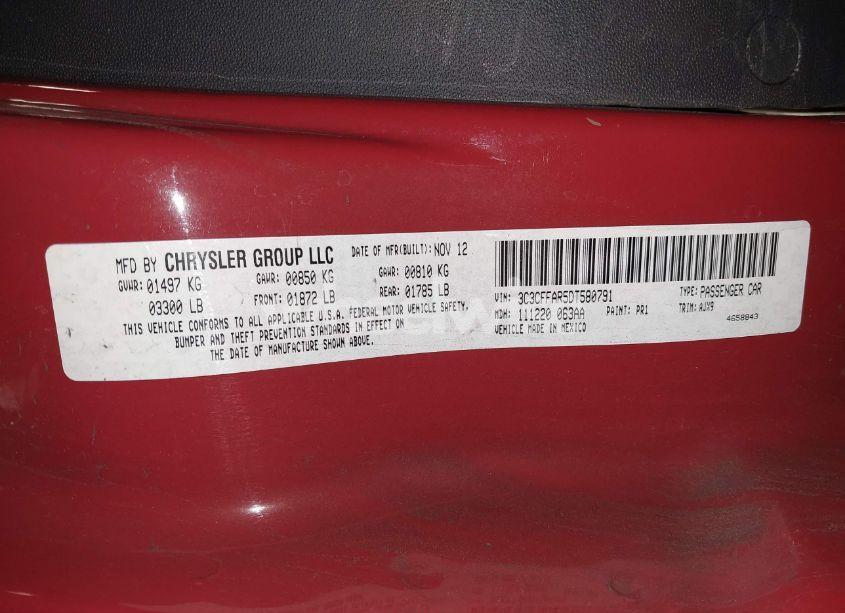 MFD BY CHRYSLER GROUP LLC DATE OF MFR(BUILT): NOV 12
GVWR: 01497 KG GAWR: 00850 KG GAWR: 00810 KG
03300 LB FRONT: 01872 LB REAR: 01785 LB
THIS VEHICLE CONFORMS TO ALL APPLICABLE U.S.A. FEDERAL MOTOR VEHICLE SAFETY,
BUMPER AND THEFT PREVENTION STANDARDS IN EFFECT ON
THE DATE OF MANUFACTURE SHOWN ABOVE.
VIN: 3C3CFFAR5DT580791 TYPE: PASSENGER CAR
MDH: 111220 063AA PAINT: PR1 TRIM: AJX9
VEHICLE MADE IN MEXICO 4658843